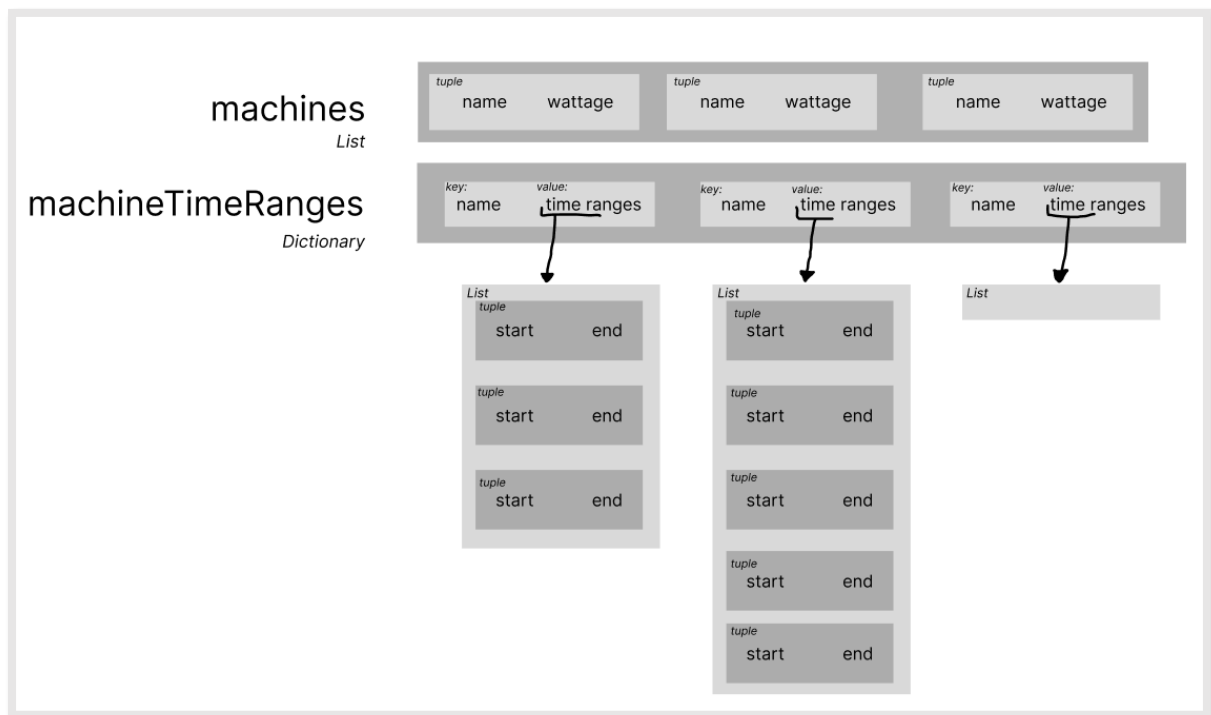 tuple tuple tuple
machines name wattage name wattage name wattage
List
key: value: key: value: key: value:
machineTimeRanges name time ranges name time ranges name time ranges
Dictionary
List List List
tuple tuple
start end start end
tuple tuple
start end start end
tuple tuple
start end start end
tuple
start end
tuple
start end